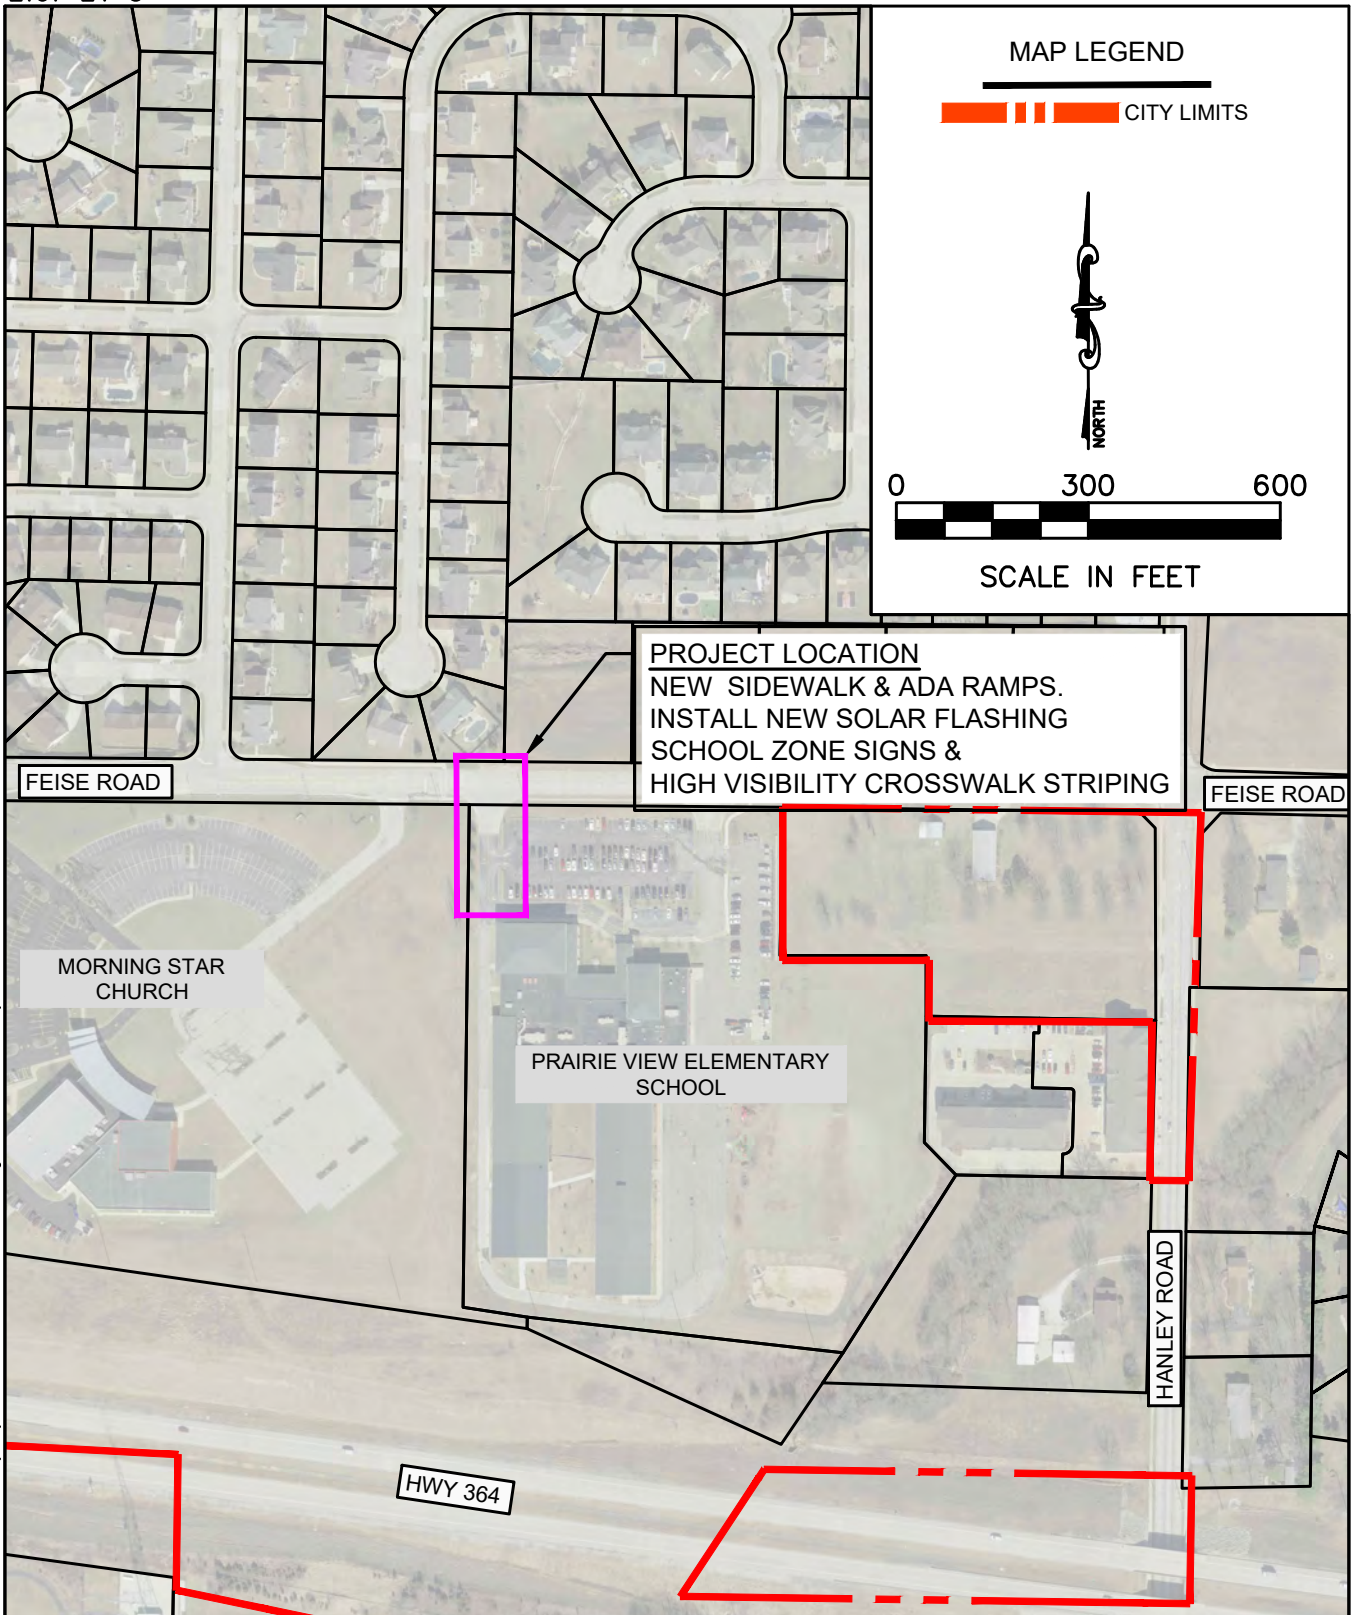 MAP LEGEND
CITY LIMITS
NORTH
0 300 600
SCALE IN FEET
PROJECT LOCATION
NEW SIDEWALK & ADA RAMPS.
INSTALL NEW SOLAR FLASHING
SCHOOL ZONE SIGNS &
HIGH VISIBILITY CROSSWALK STRIPING
FEISE ROAD
FEISE ROAD
MORNING STAR
CHURCH
PRAIRIE VIEW ELEMENTARY
SCHOOL
HANLEY ROAD
HWY 364